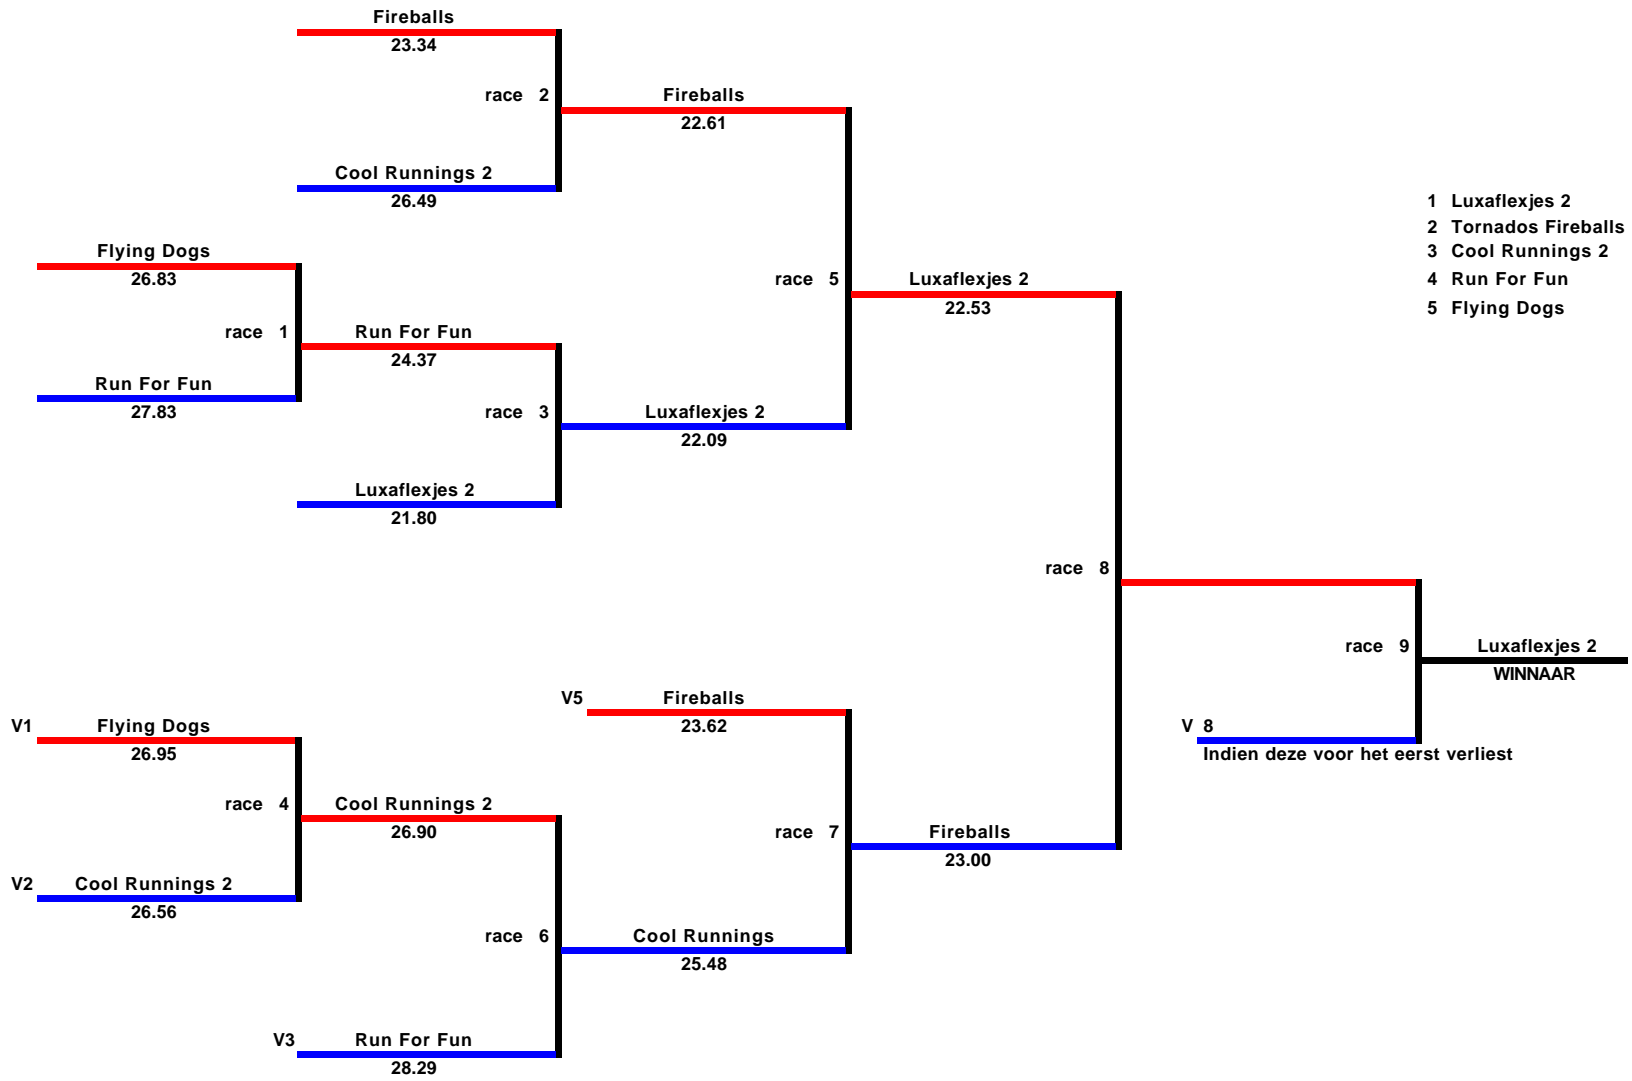 Fireballs
23.34
race 2
Cool Runnings 2
26.49
Fireballs
22.61
Flying Dogs
26.83
race 1
Run For Fun
27.83
Run For Fun
24.37
race 3
Luxaflexjes 2
21.80
Luxaflexjes 2
22.09
race 5
Luxaflexjes 2
22.53
1 Luxaflexjes 2
2 Tornados Fireballs
3 Cool Runnings 2
4 Run For Fun
5 Flying Dogs
race 8
race 9
Luxaflexjes 2
WINNAAR
V 8
Indien deze voor het eerst verliest
V1 Flying Dogs
26.95
race 4
V2 Cool Runnings 2
26.56
Cool Runnings 2
26.90
race 6
V3 Run For Fun
28.29
V5 Fireballs
23.62
race 7
Cool Runnings
25.48
Fireballs
23.00